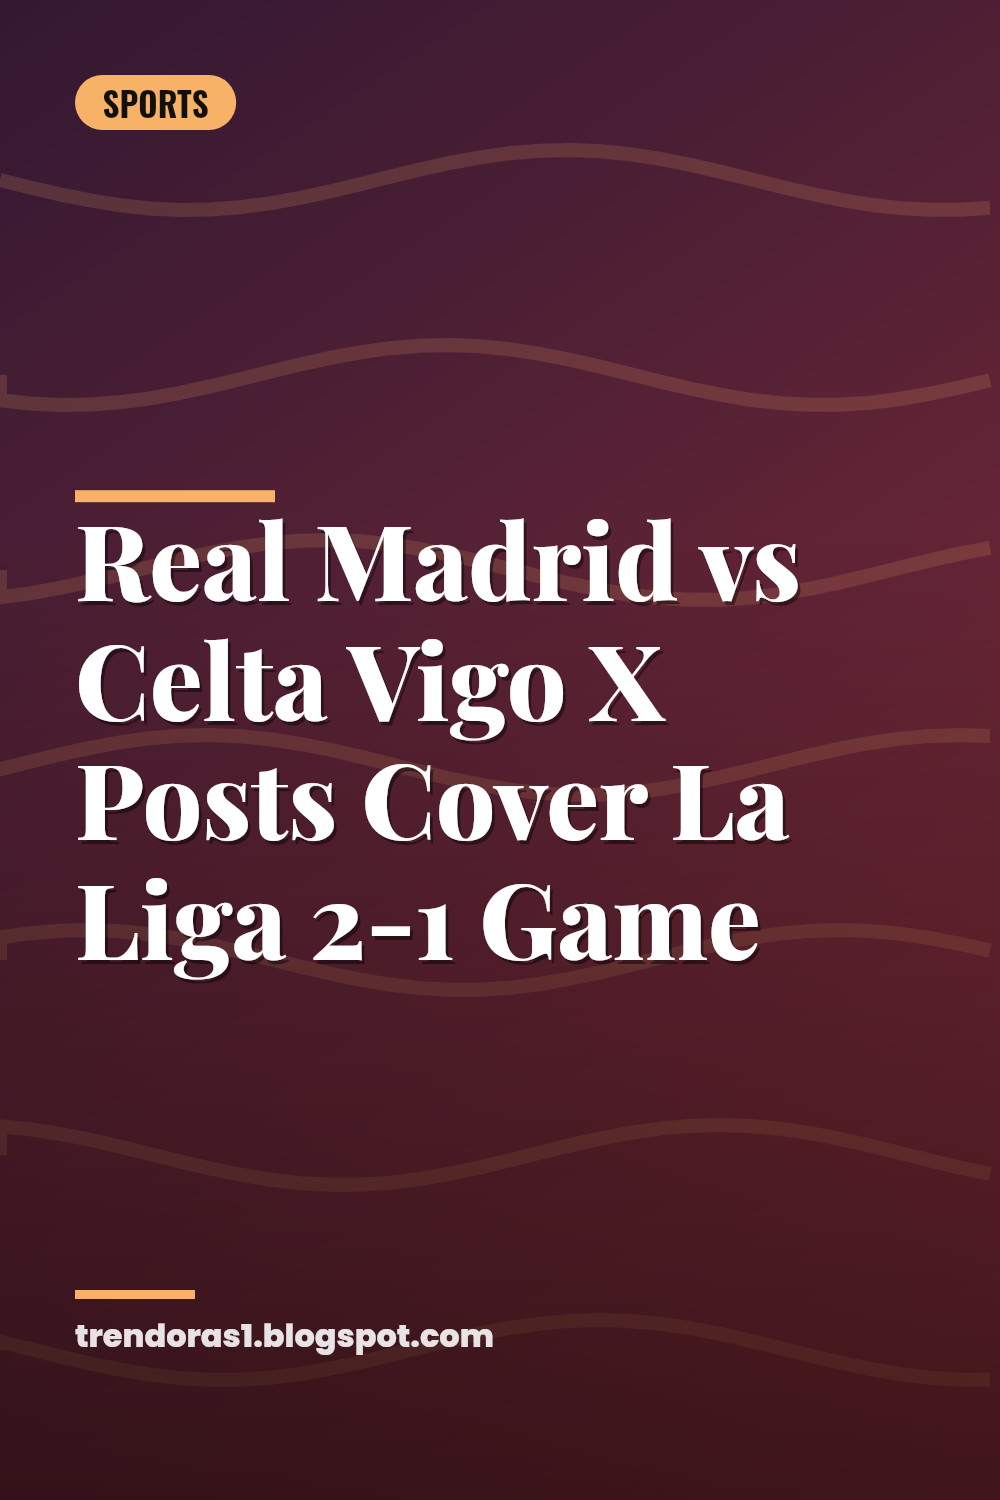 SPORTS
Real Madrid vs
Celta Vigo X
Posts Cover La
Liga 2-1 Game
trendoras1.blogspot.com